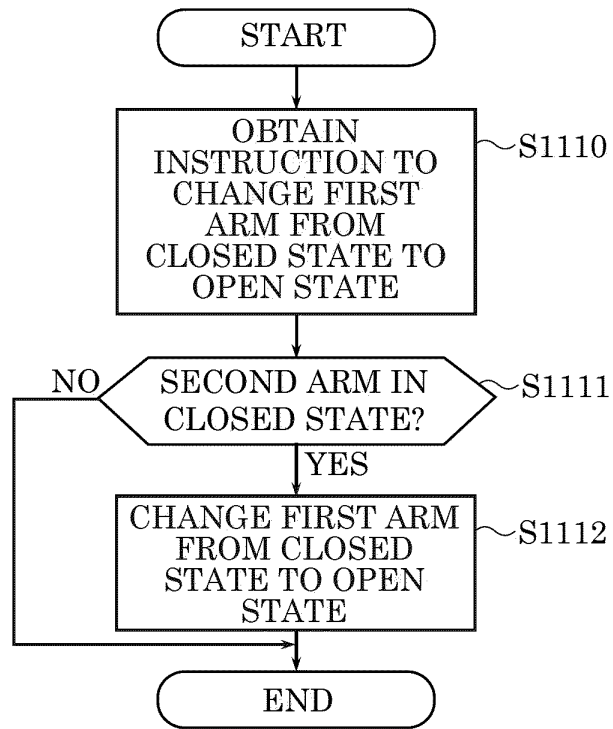 START
OBTAIN
INSTRUCTION TO
CHANGE FIRST
ARM FROM
CLOSED STATE TO
OPEN STATE
S1110
SECOND ARM IN
CLOSED STATE?
S1111
NO
YES
CHANGE FIRST ARM
FROM CLOSED
STATE TO OPEN
STATE
S1112
END